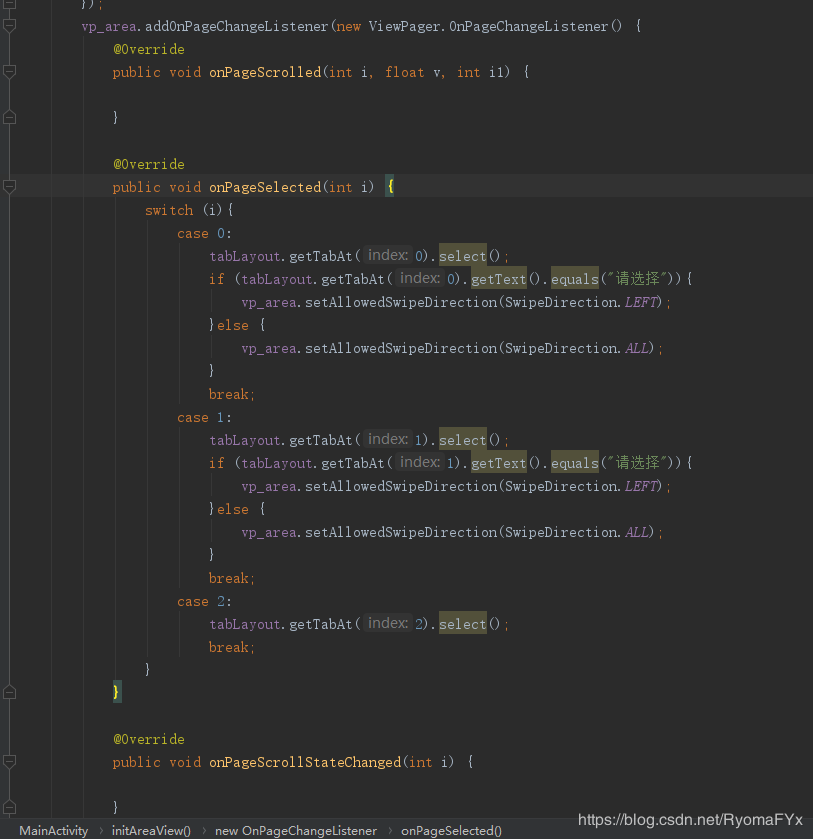 });
vp_area.addOnPageChangeListener(new ViewPager.OnPageChangeListener() {
@Override
public void onPageScrolled(int i, float v, int i1) {
}
@Override
public void onPageSelected(int i) {
switch (i){
case 0:
tabLayout.getTabAt( index: 0).select();
if (tabLayout.getTabAt( index: 0).getText().equals("请选择")){
vp_area.setAllowedSwipeDirection(SwipeDirection.LEFT);
}else {
vp_area.setAllowedSwipeDirection(SwipeDirection.ALL);
}
break;
case 1:
tabLayout.getTabAt( index: 1).select();
if (tabLayout.getTabAt( index: 1).getText().equals("请选择")){
vp_area.setAllowedSwipeDirection(SwipeDirection.LEFT);
}else {
vp_area.setAllowedSwipeDirection(SwipeDirection.ALL);
}
break;
case 2:
tabLayout.getTabAt( index: 2).select();
break;
}
}
@Override
public void onPageScrollStateChanged(int i) {
}
https://blog.csdn.net/RyomaFYx
MainActivity › initAreaView() › new OnPageChangeListener › onPageSelected()